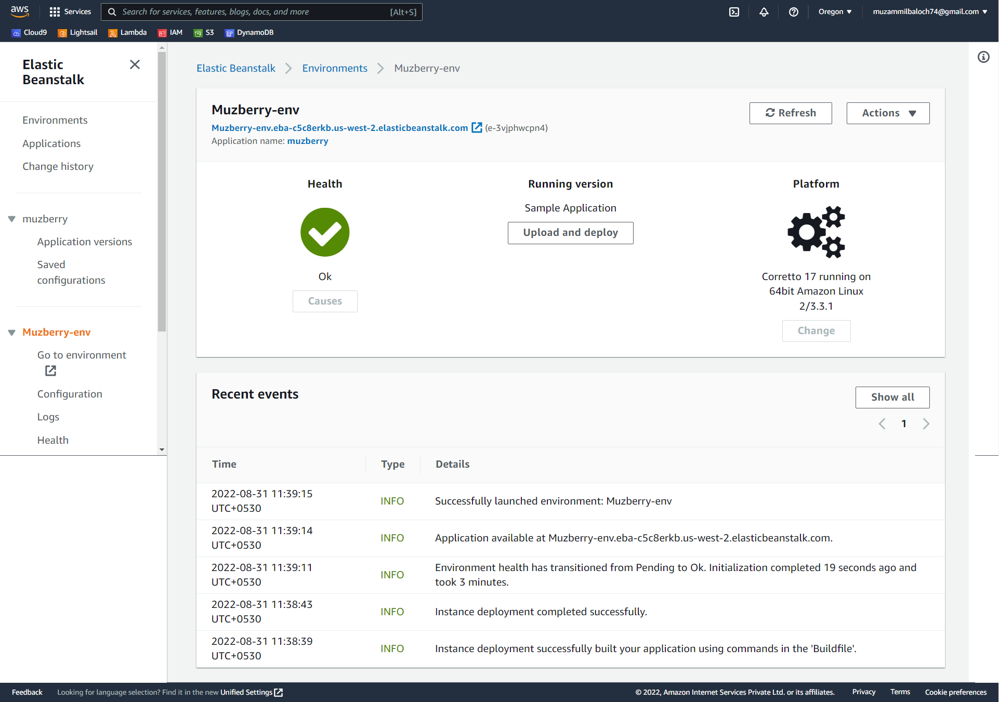 aws
Services
Search for services, features, blogs, docs, and more
[Alt+S]
Oregon
muzammilbaloch74@gmail.com
Cloud9
Lightsail
Lambda
IAM
S3
DynamoDB
Elastic
Beanstalk
Environments
Applications
Change history
muzberry
Application versions
Saved
configurations
Muzberry-env
Go to environment
Configuration
Logs
Health
Elastic Beanstalk
Environments
Muzberry-env
Muzberry-env
Muzberry-env.eba-c5c8erkb.us-west-2.elasticbeanstalk.com (e-3vjphwcpn4)
Application name: muzberry
Refresh
Actions
Health
Ok
Causes
Running version
Sample Application
Upload and deploy
Platform
Corretto 17 running on
64bit Amazon Linux
2/3.3.1
Change
Recent events
Show all
1
Time
Type
Details
2022-08-31 11:39:15
UTC+0530
INFO
Successfully launched environment: Muzberry-env
2022-08-31 11:39:14
UTC+0530
INFO
Application available at Muzberry-env.eba-c5c8erkb.us-west-2.elasticbeanstalk.com.
2022-08-31 11:39:11
UTC+0530
INFO
Environment health has transitioned from Pending to Ok. Initialization completed 19 seconds ago and
took 3 minutes.
2022-08-31 11:38:43
UTC+0530
INFO
Instance deployment completed successfully.
2022-08-31 11:38:39
UTC+0530
INFO
Instance deployment successfully built your application using commands in the 'Buildfile'.
Feedback
Looking for language selection? Find it in the new Unified Settings
© 2022, Amazon Internet Services Private Ltd. or its affiliates.
Privacy
Terms
Cookie preferences